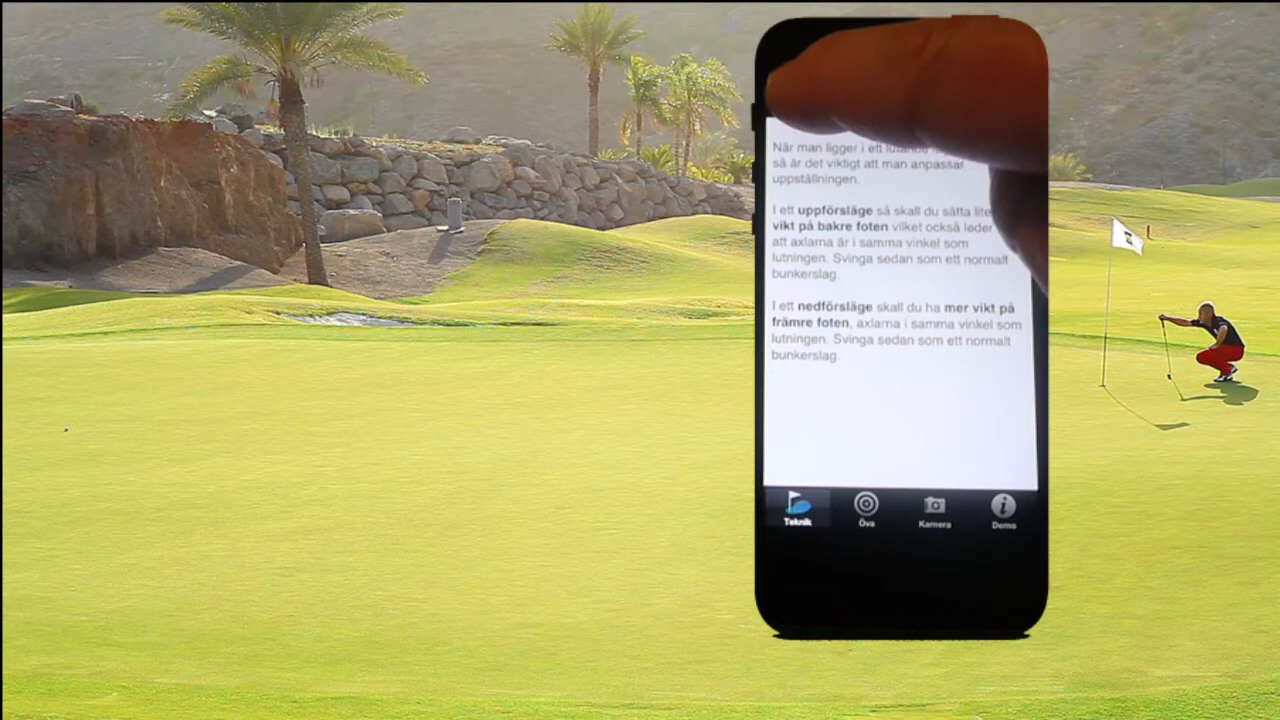 När man ligger i ett lutande
så är det viktigt att man anpassar
uppställningen.
I ett uppförsläge så skall du sätta lite
vikt på bakre foten vilket också leder
att axlarna är i samma vinkel som
lutningen. Svinga sedan som ett normalt
bunkerslag.
I ett nedförsläge skall du ha mer vikt på
främre foten, axlarna i samma vinkel som
lutningen. Svinga sedan som ett normalt
bunkerslag.
Teknik Öva Kamera Demo